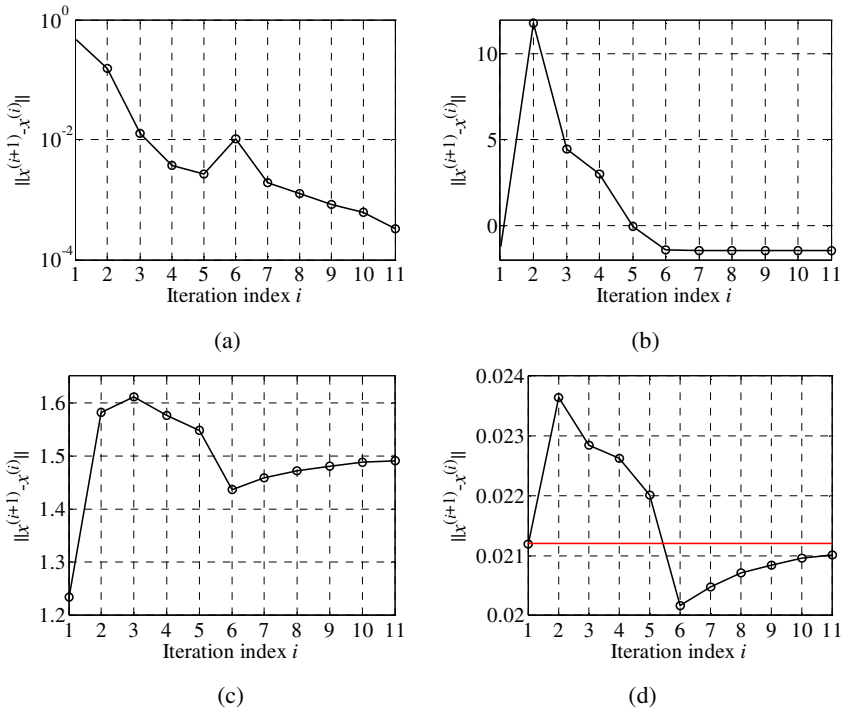 10^0
10^-2
10^-4
||x^(i+1)-x^(i)||
1 2 3 4 5 6 7 8 9 10 11
Iteration index i
(a)
10
5
0
||x^(i+1)-x^(i)||
1 2 3 4 5 6 7 8 9 10 11
Iteration index i
(b)
1.6
1.5
1.4
1.3
1.2
||x^(i+1)-x^(i)||
1 2 3 4 5 6 7 8 9 10 11
Iteration index i
(c)
0.024
0.023
0.022
0.021
0.02
||x^(i+1)-x^(i)||
1 2 3 4 5 6 7 8 9 10 11
Iteration index i
(d)